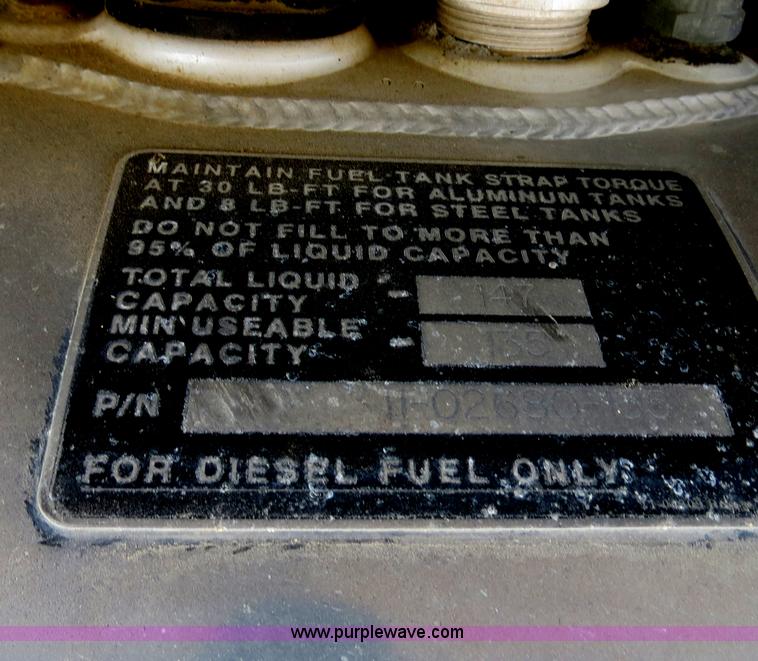 MAINTAIN FUEL TANK STRAP TORQUE
AT 30 LB-FT FOR ALUMINUM TANKS
AND 8 LB-FT FOR STEEL TANKS
DO NOT FILL TO MORE THAN
95% OF LIQUID CAPACITY
TOTAL LIQUID
CAPACITY - 147
MIN USEABLE
CAPACITY - 135
P/N
FOR DIESEL FUEL ONLY
www.purplewave.com